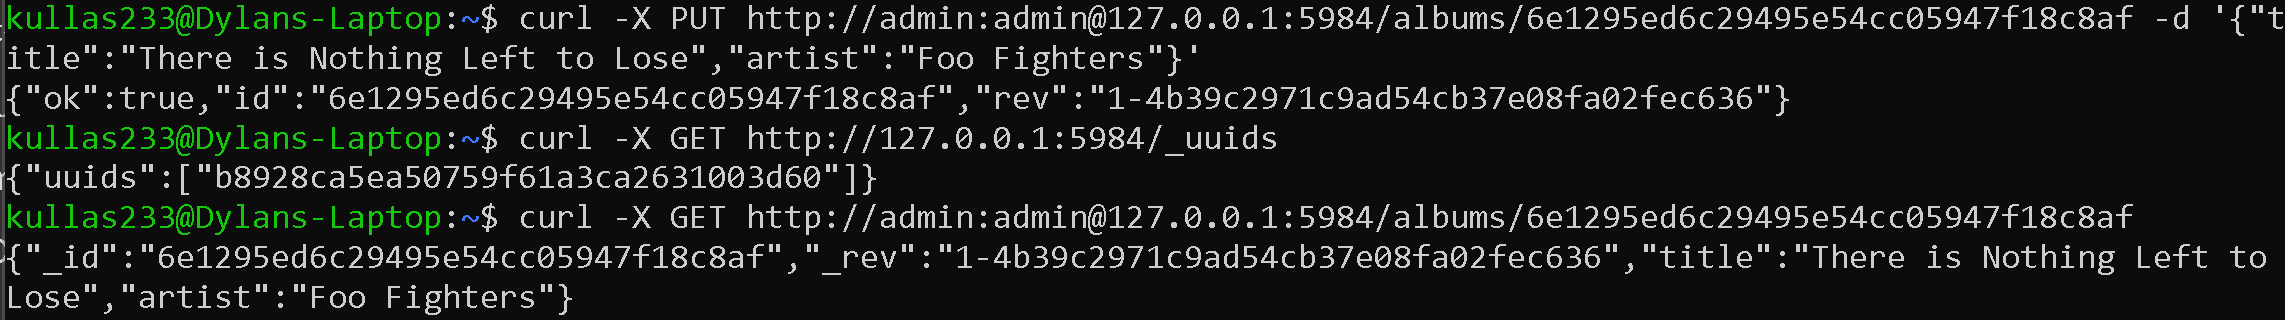 kullas233@Dylans-Laptop:~$ curl -X PUT http://admin:admin@127.0.0.1:5984/albums/6e1295ed6c29495e54cc05947f18c8af -d '{"t
itle":"There is Nothing Left to Lose","artist":"Foo Fighters"}'
{"ok":true,"id":"6e1295ed6c29495e54cc05947f18c8af","rev":"1-4b39c2971c9ad54cb37e08fa02fec636"}
kullas233@Dylans-Laptop:~$ curl -X GET http://127.0.0.1:5984/_uuids
{"uuids":["b8928ca5ea50759f61a3ca2631003d60"]}
kullas233@Dylans-Laptop:~$ curl -X GET http://admin:admin@127.0.0.1:5984/albums/6e1295ed6c29495e54cc05947f18c8af
{"_id":"6e1295ed6c29495e54cc05947f18c8af","_rev":"1-4b39c2971c9ad54cb37e08fa02fec636","title":"There is Nothing Left to
Lose","artist":"Foo Fighters"}